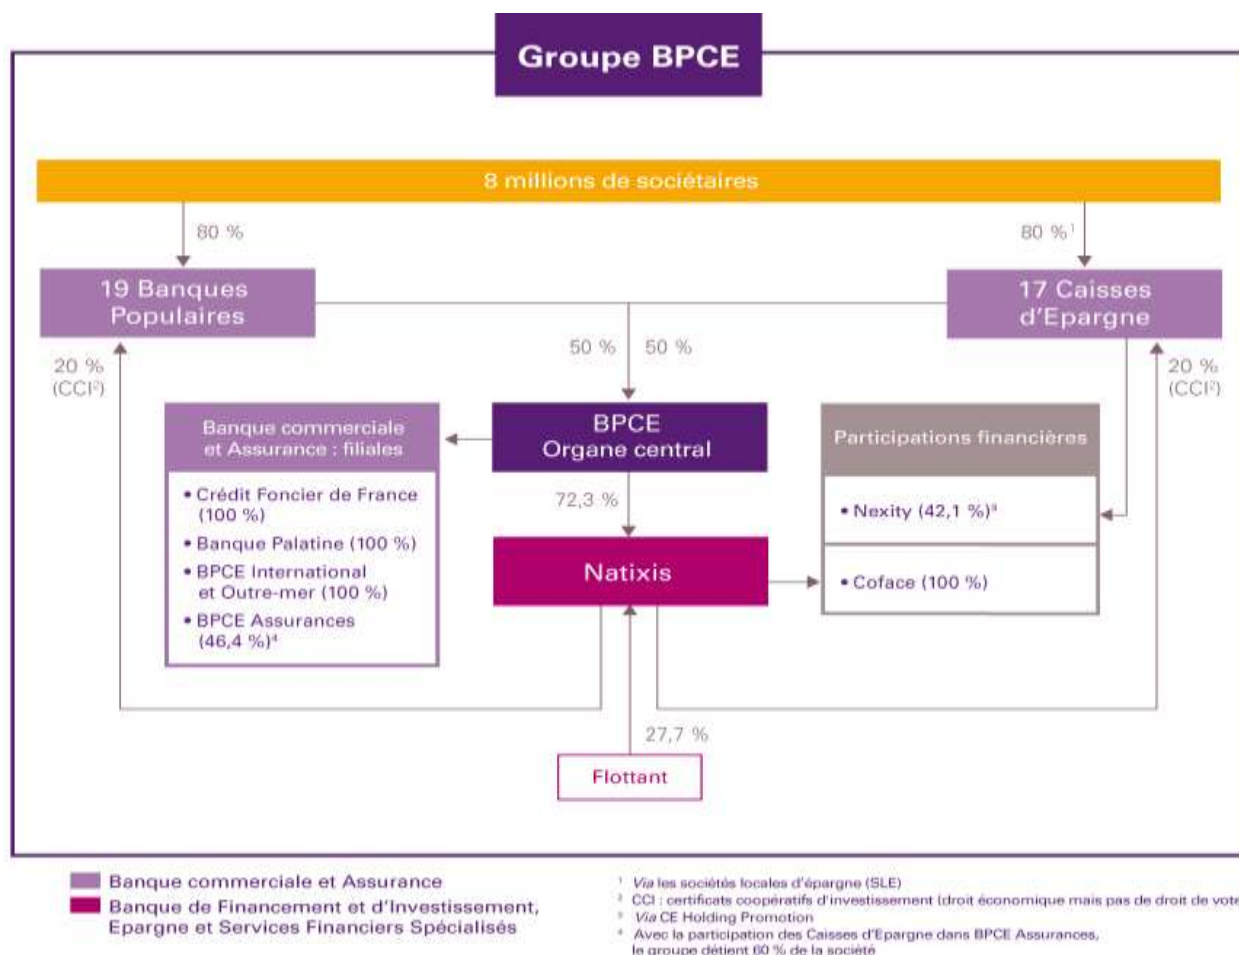 Groupe BPCE
8 millions de sociétaires
80 %
80 %¹
19 Banques
Populaires
17 Caisses
d'Epargne
50 %
50 %
20 %
(CCI²)
20 %
(CCI²)
Banque commerciale
et Assurance : filiales
• Crédit Foncier de France
(100 %)
• Banque Palatine (100 %)
• BPCE International
et Outre-mer (100 %)
• BPCE Assurances
(46,4 %)⁴
BPCE
Organe central
72,3 %
Natixis
Participations financières
• Nexity (42,1 %)³
• Coface (100 %)
27,7 %
Flottant
Banque commerciale et Assurance
Banque de Financement et d'Investissement,
Epargne et Services Financiers Spécialisés
¹ Via les sociétés locales d'épargne (SLE)
² CCI : certificats coopératifs d'investissement (droit économique mais pas de droit de vote
³ Via CE Holding Promotion
⁴ Avec la participation des Caisses d'Epargne dans BPCE Assurances,
le groupe détient 60 % de la société